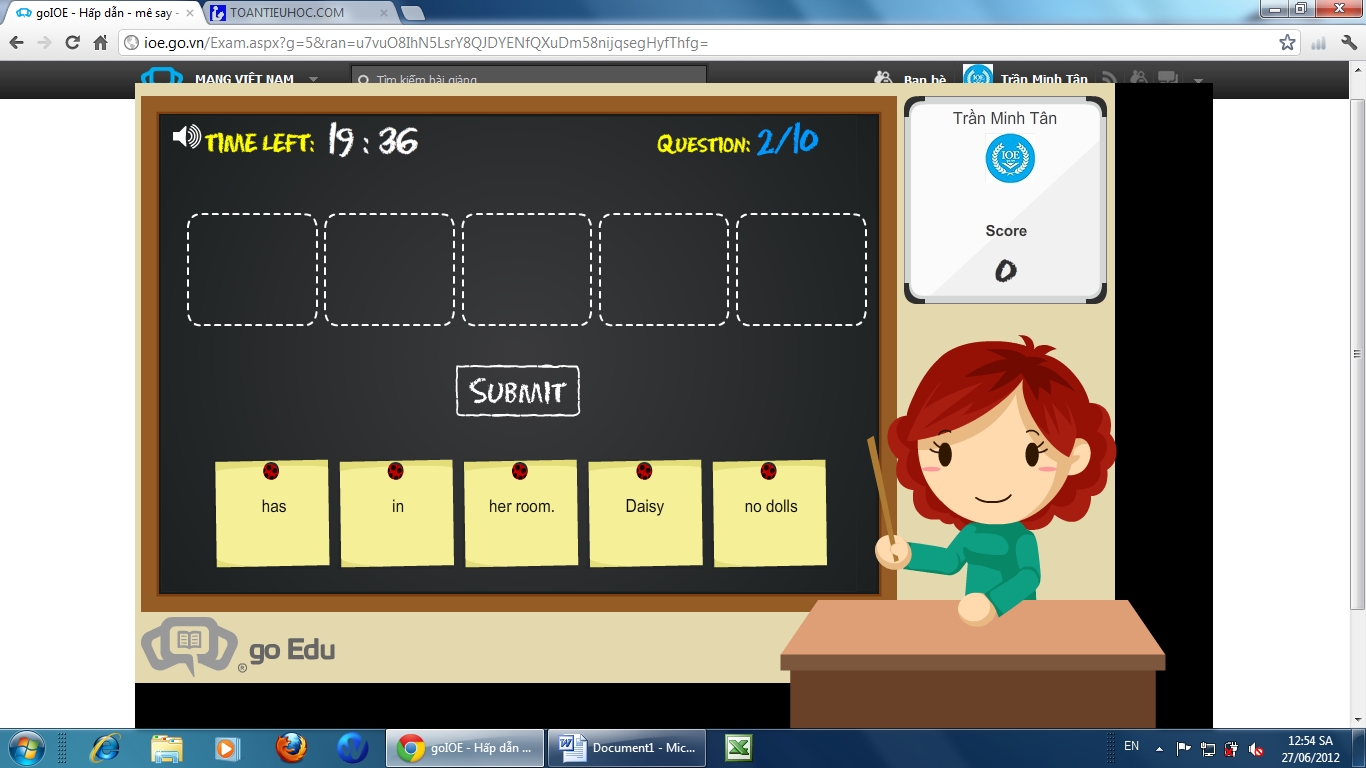 goIOE - Hấp dẫn - mê say -
TOANTIEUHOC.COM
ioe.go.vn/Exam.aspx?g=5&ran=u7vuO8IhN5LsrY8QJDYENfQXuDm58nijqsegHyfThfg=
MẠNG VIỆT NAM
Tìm kiếm bài giảng
Bạn bè
Trần Minh Tân
TIME LEFT: 19 : 36
QUESTION: 2/10
Trần Minh Tân
IOE
Score
0
SUBMIT
has
in
her room.
Daisy
no dolls
go Edu
goIOE - Hấp dẫn ...
Document1 - Mic...
EN
12:54 SA
27/06/2012